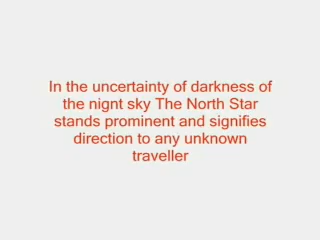 In the uncertainty of darkness of
the nignt sky The North Star
stands prominent and signifies
direction to any unknown
traveller